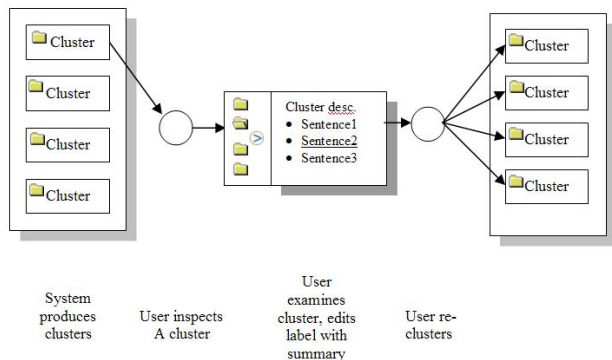 Cluster
Cluster
Cluster
Cluster
Cluster desc.
• Sentence1
• Sentence2
• Sentence3
Cluster
Cluster
Cluster
Cluster
System
produces
clusters
User inspects
A cluster
User
examines
cluster, edits
label with
summary
User re-
clusters